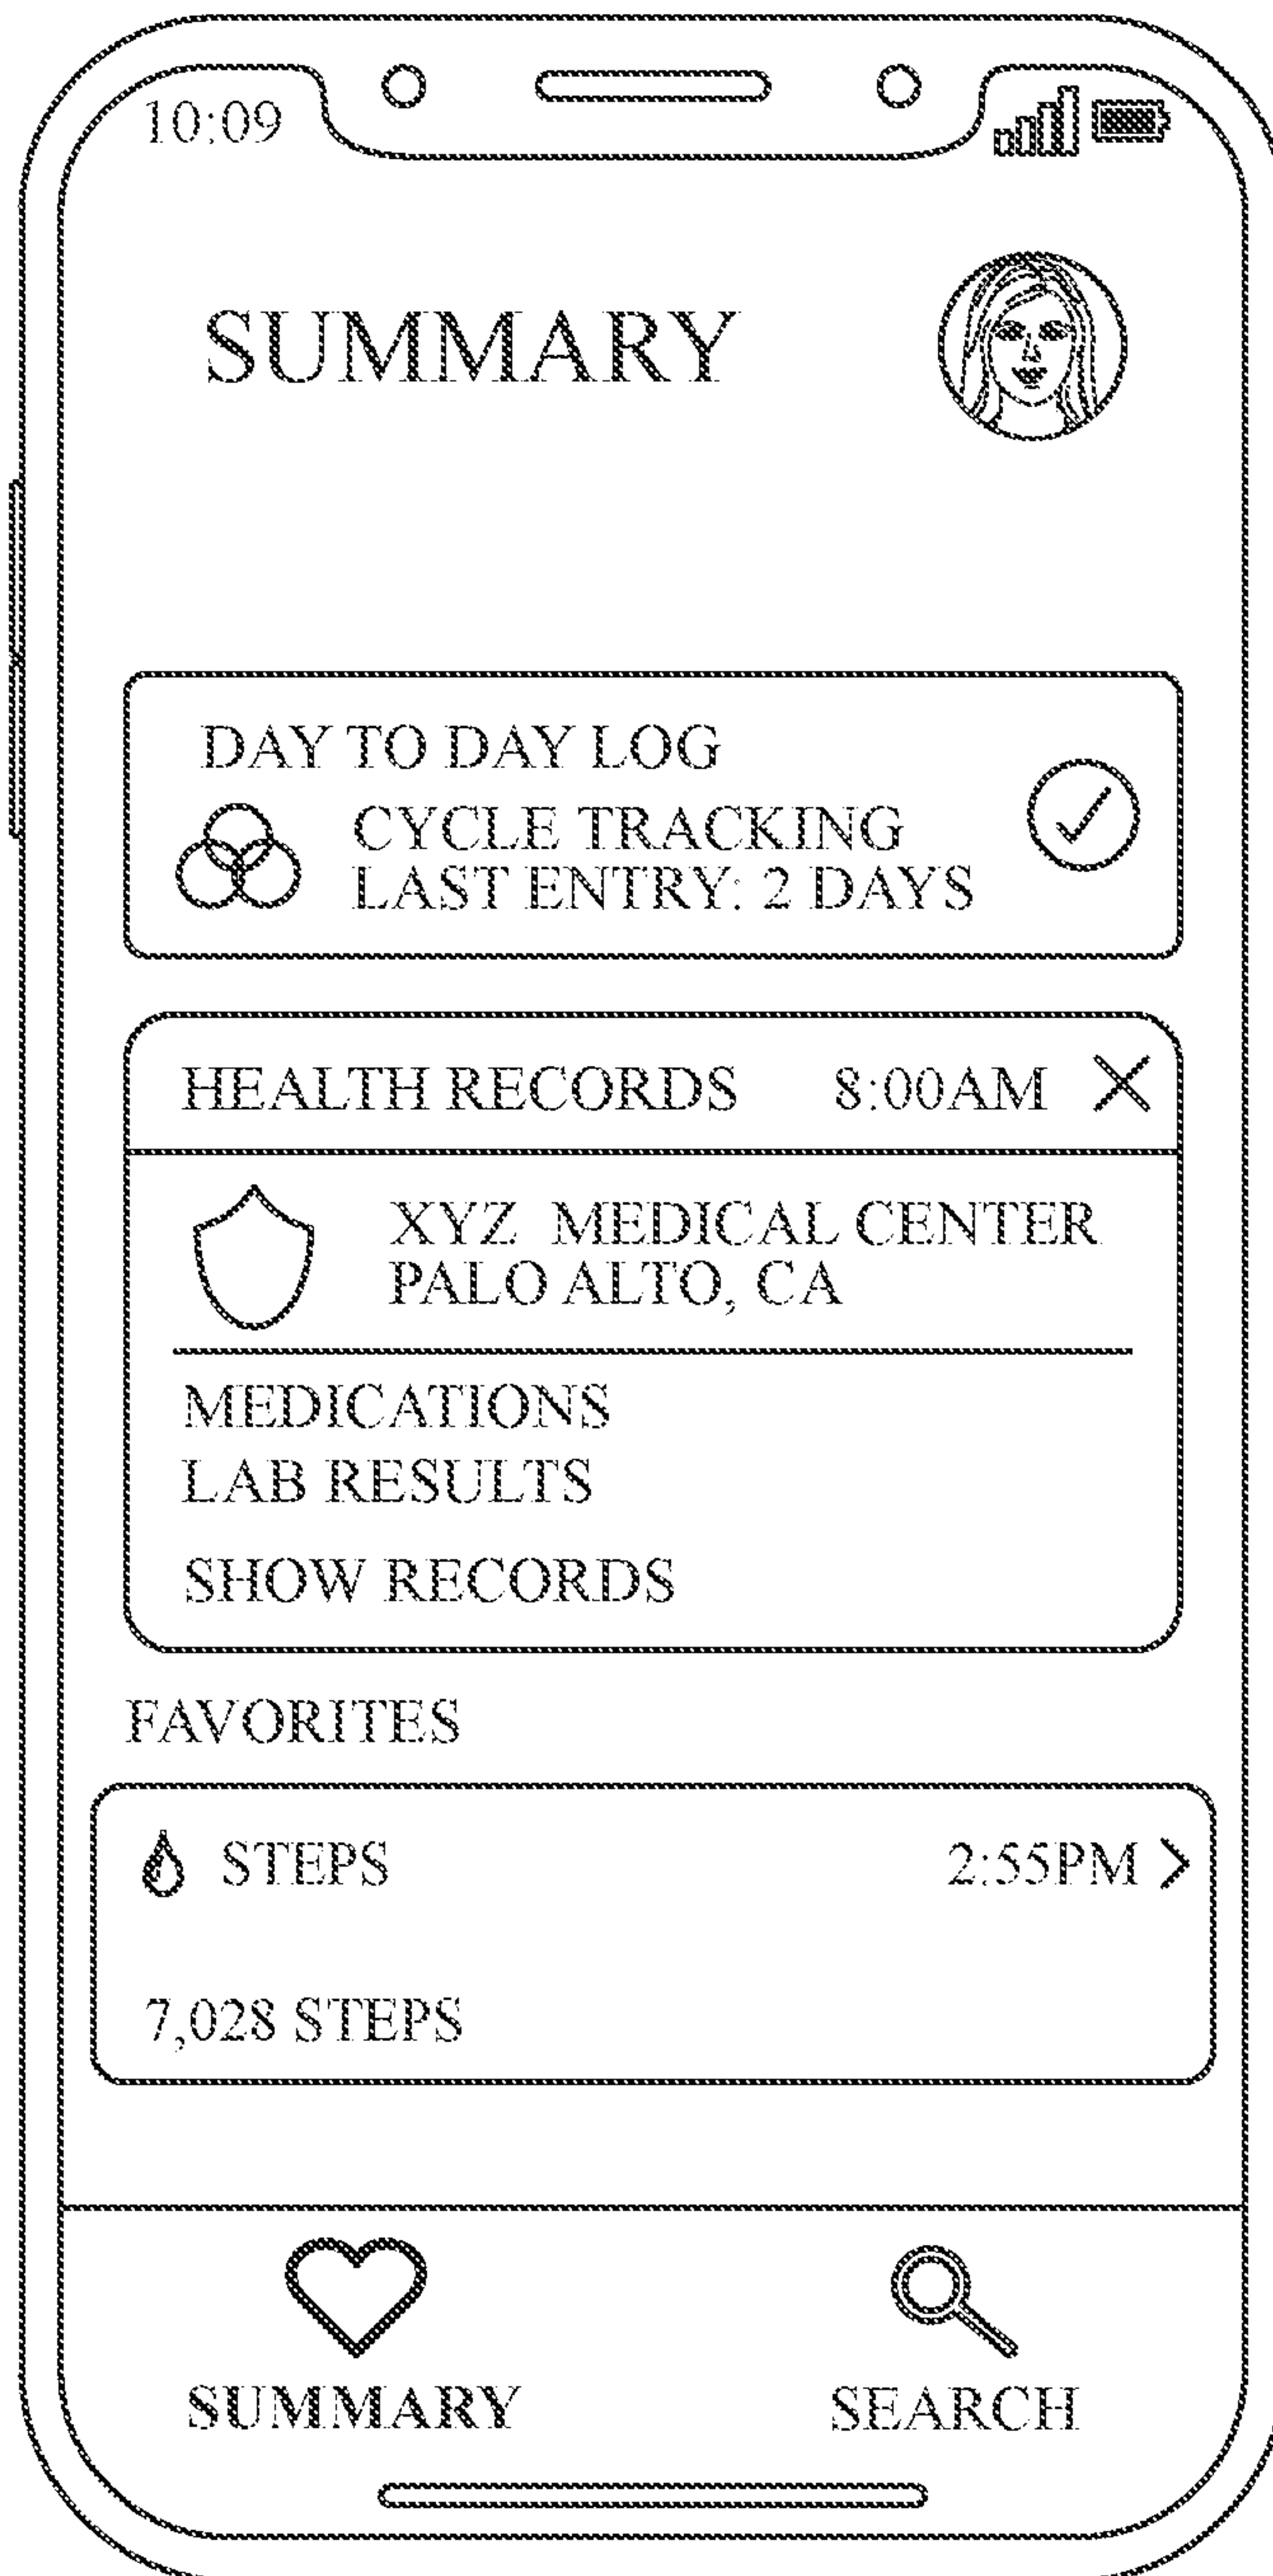 10:09
SUMMARY
DAY TO DAY LOG
CYCLE TRACKING
LAST ENTRY: 2 DAYS
HEALTH RECORDS 8:00AM
XYZ MEDICAL CENTER
PALO ALTO, CA
MEDICATIONS
LAB RESULTS
SHOW RECORDS
FAVORITES
STEPS 2:55PM
7,028 STEPS
SUMMARY SEARCH